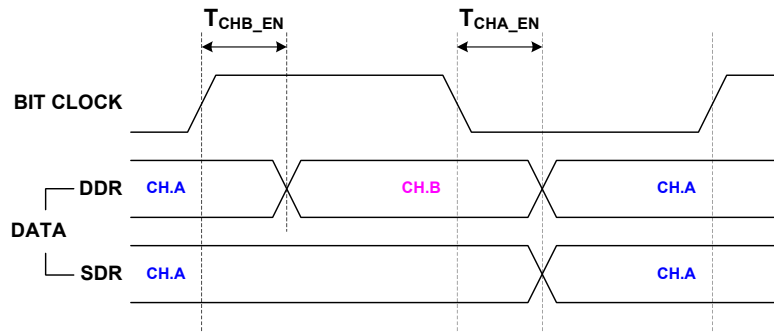 TCHB_EN TCHA_EN
BIT CLOCK
DDR CH.A CH.B CH.A
DATA
SDR CH.A CH.A